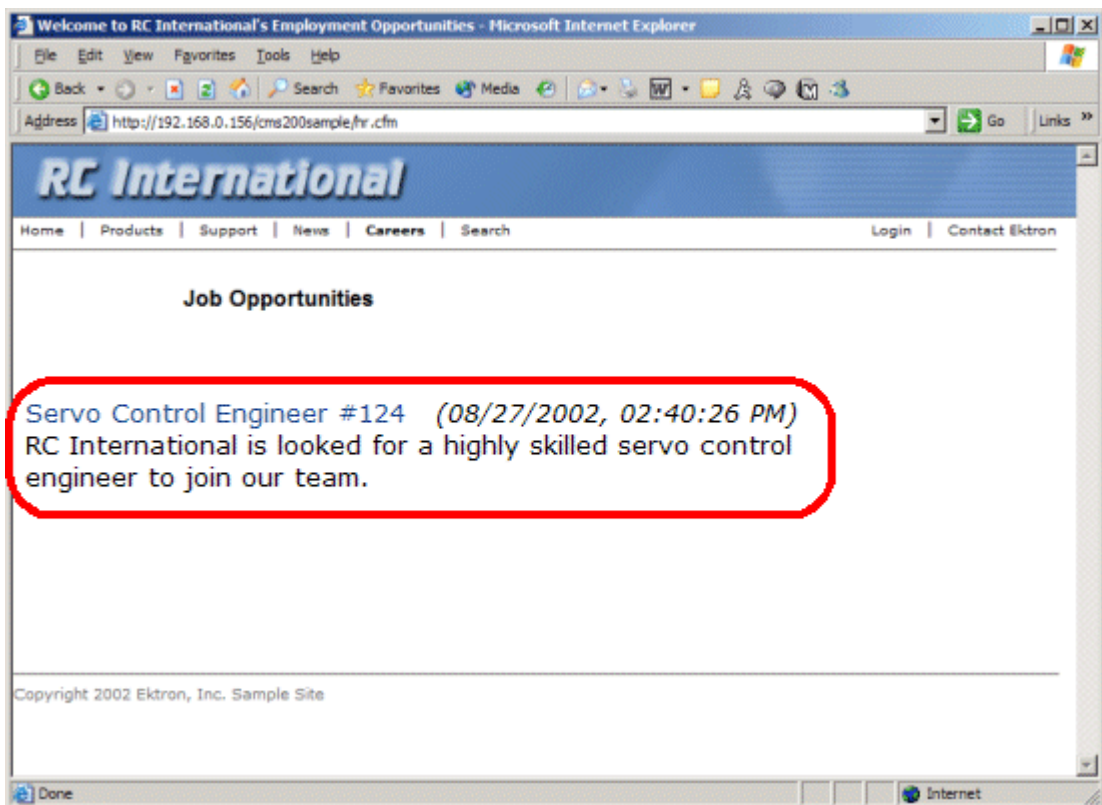 Welcome to RC International's Employment Opportunities - Microsoft Internet Explorer
File Edit View Favorites Tools Help
Back Search Favorites Media
Address http://192.168.0.156/cms200sample/hr.cfm Go Links »
RC International
Home | Products | Support | News | Careers | Search Login | Contact Ektron
Job Opportunities
Servo Control Engineer #124 (08/27/2002, 02:40:26 PM)
RC International is looked for a highly skilled servo control
engineer to join our team.
Copyright 2002 Ektron, Inc. Sample Site
Done Internet